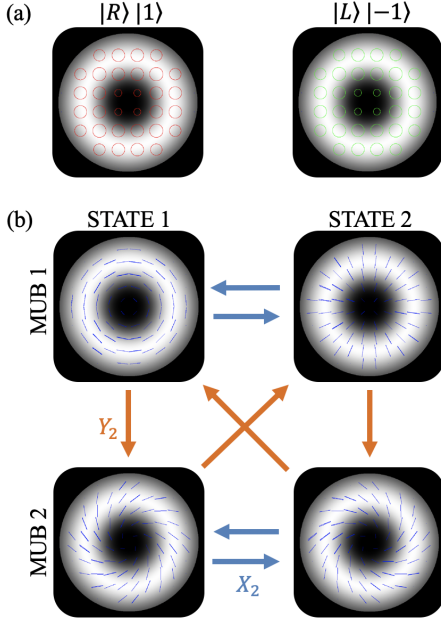 (a) |R⟩ |1⟩ |L⟩ |−1⟩
(b) STATE 1 STATE 2
MUB 1
Y₂
MUB 2
X₂